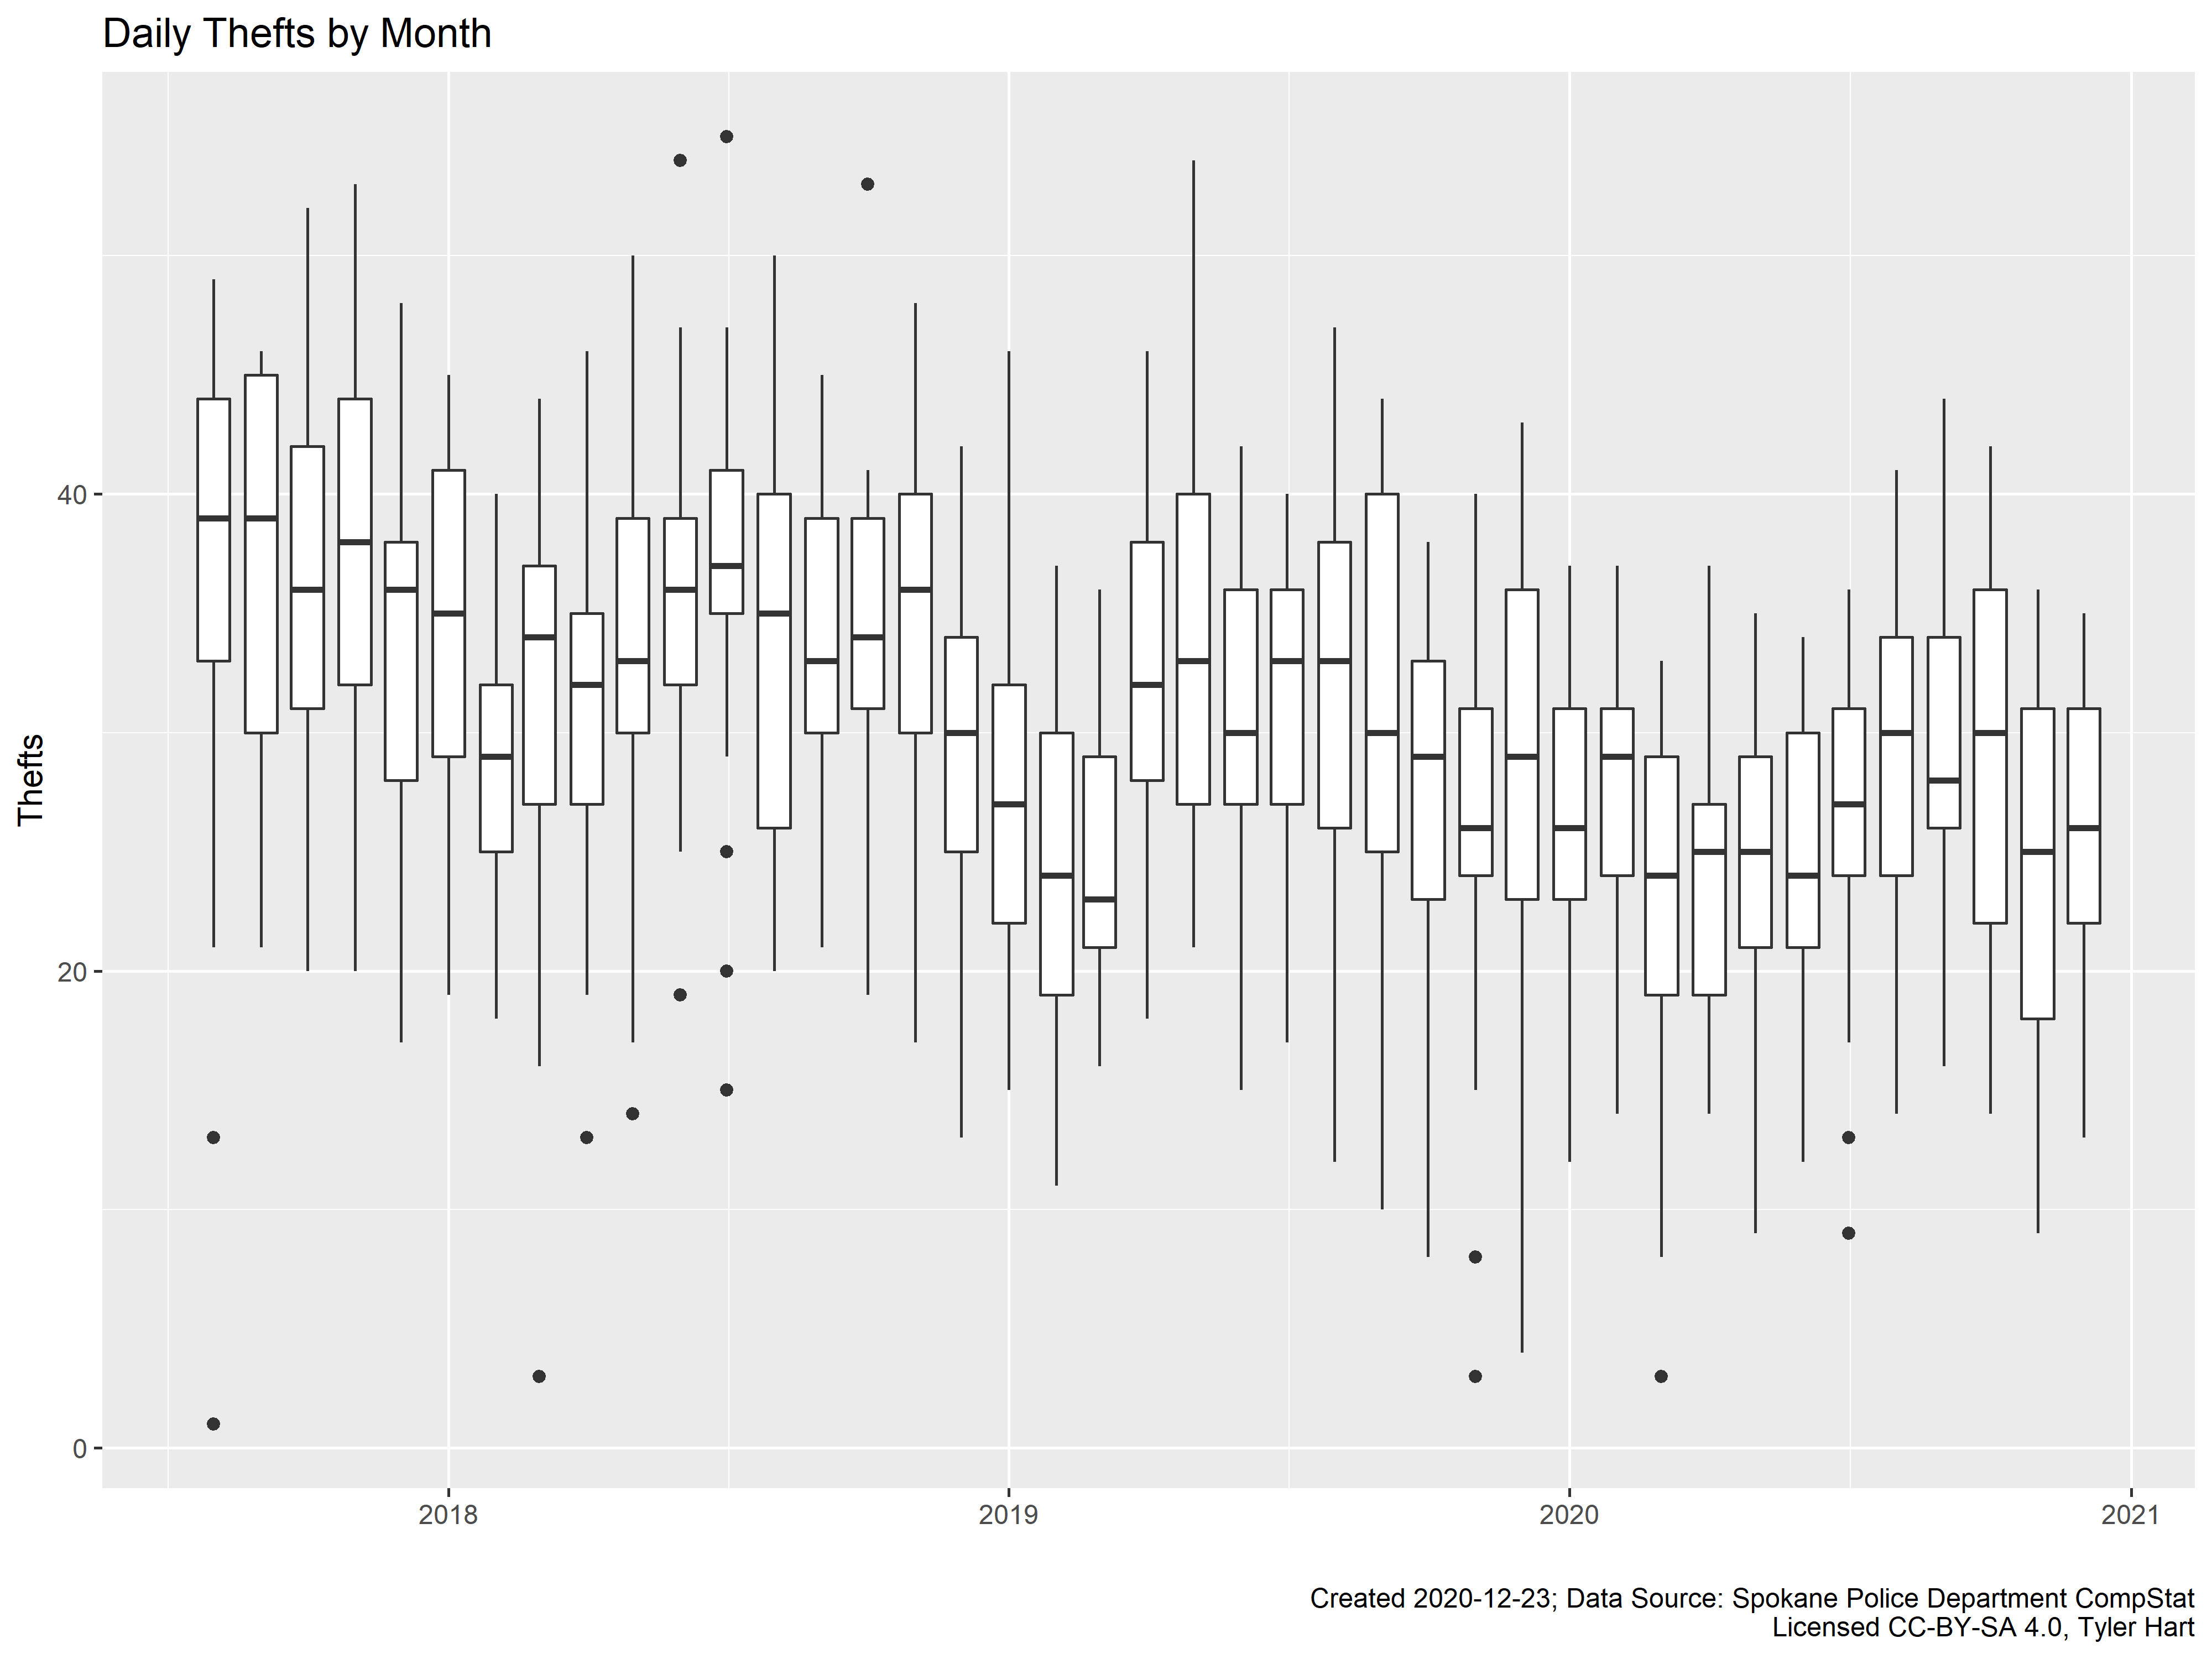 Daily Thefts by Month
Thefts
40
20
0
2018
2019
2020
2021
Created 2020-12-23; Data Source: Spokane Police Department CompStat
Licensed CC-BY-SA 4.0, Tyler Hart